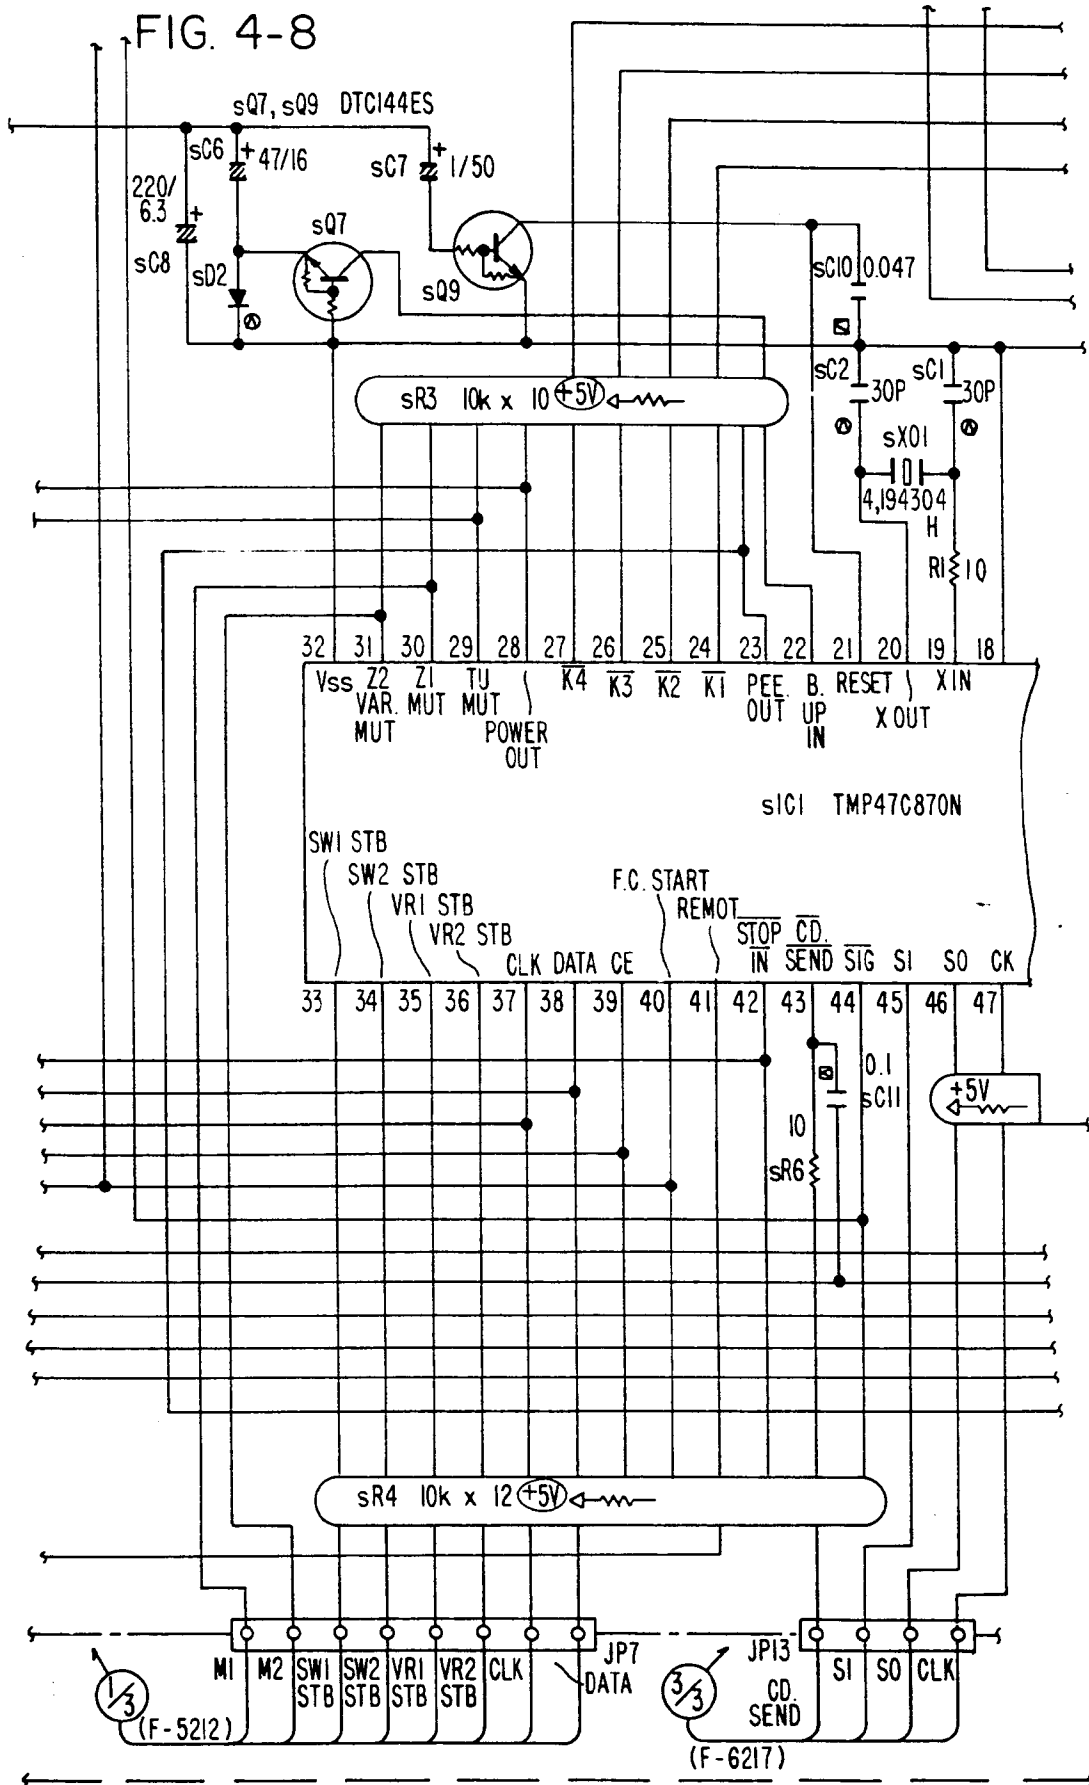 FIG. 4-8
sQ7, sQ9 DTC144ES
sC6
+ 47/16
sC7
+
1/50
220/
6.3
+
sC8
sD2
sQ7
sQ9
sC10 0.047
sC2
30P
sC1
30P
sR3 10k x 10 +5V
sX01
4,194304
H
R1 10
32 31 30 29 28 27 26 25 24 23 22 21 20 19 18
Vss
Z2
VAR.
MUT
Z1
MUT
TU
MUT
POWER
OUT
K4
K3
K2
K1
PEE.
OUT
B.
UP
IN
RESET
X OUT
XIN
sIC1 TMP47C870N
SW1 STB
SW2 STB
VR1 STB
VR2 STB
CLK DATA CE
F.C. START
REMOT
STOP
IN
CD.
SEND
SIG
SI
SO
CK
33 34 35 36 37 38 39 40 41 42 43 44 45 46 47
0.1
sC11
+5V
10
sR6
sR4 10k x 12 +5V
JP7
JP13
M1
M2
SW1
STB
SW2
STB
VR1
STB
VR2
STB
CLK
DATA
CD.
SEND
SI
SO
CLK
1/3
(F-5212)
3/3
(F-6217)